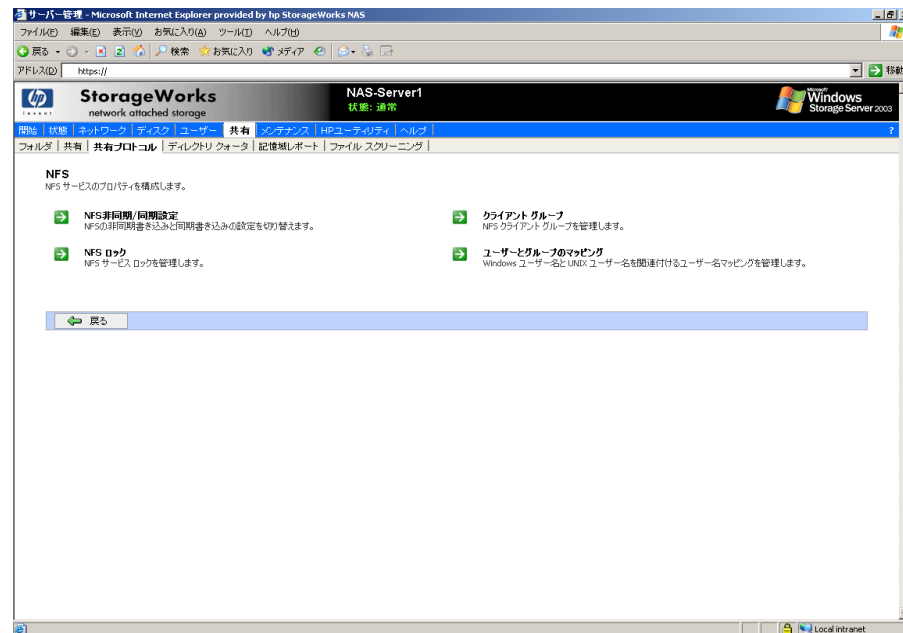 サーバー管理 - Microsoft Internet Explorer provided by hp StorageWorks NAS
ファイル(F) 編集(E) 表示(V) お気に入り(A) ツール(T) ヘルプ(H)
戻る 検索 お気に入り メディア
アドレス(D) https:// 移動
hp invent StorageWorks NAS-Server1 Microsoft Windows
network attached storage 状態: 通常 Storage Server 2003
開始 | 状態 | ネットワーク | ディスク | ユーザー | 共有 | メンテナンス | HPユーティリティ | ヘルプ | ?
フォルダ | 共有 | 共有プロトコル | ディレクトリ クォータ | 記憶域レポート | ファイル スクリーニング |
NFS
NFS サービスのプロパティを構成します。
NFS非同期/同期設定
NFSの非同期書き込みと同期書き込みの設定を切り替えます。
クライアント グループ
NFS クライアント グループを管理します。
NFS ロック
NFS サービス ロックを管理します。
ユーザーとグループのマッピング
Windows ユーザー名と UNIX ユーザー名を関連付けるユーザー名マッピングを管理します。
戻る
Local intranet